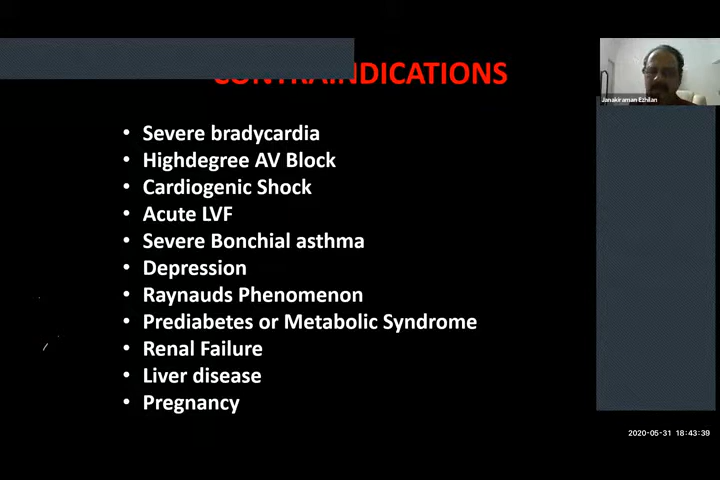 CONTRAINDICATIONS
Janakiraman Ezhilan
• Severe bradycardia
• Highdegree AV Block
• Cardiogenic Shock
• Acute LVF
• Severe Bonchial asthma
• Depression
• Raynauds Phenomenon
• Prediabetes or Metabolic Syndrome
• Renal Failure
• Liver disease
• Pregnancy
2020-05-31 18:43:39